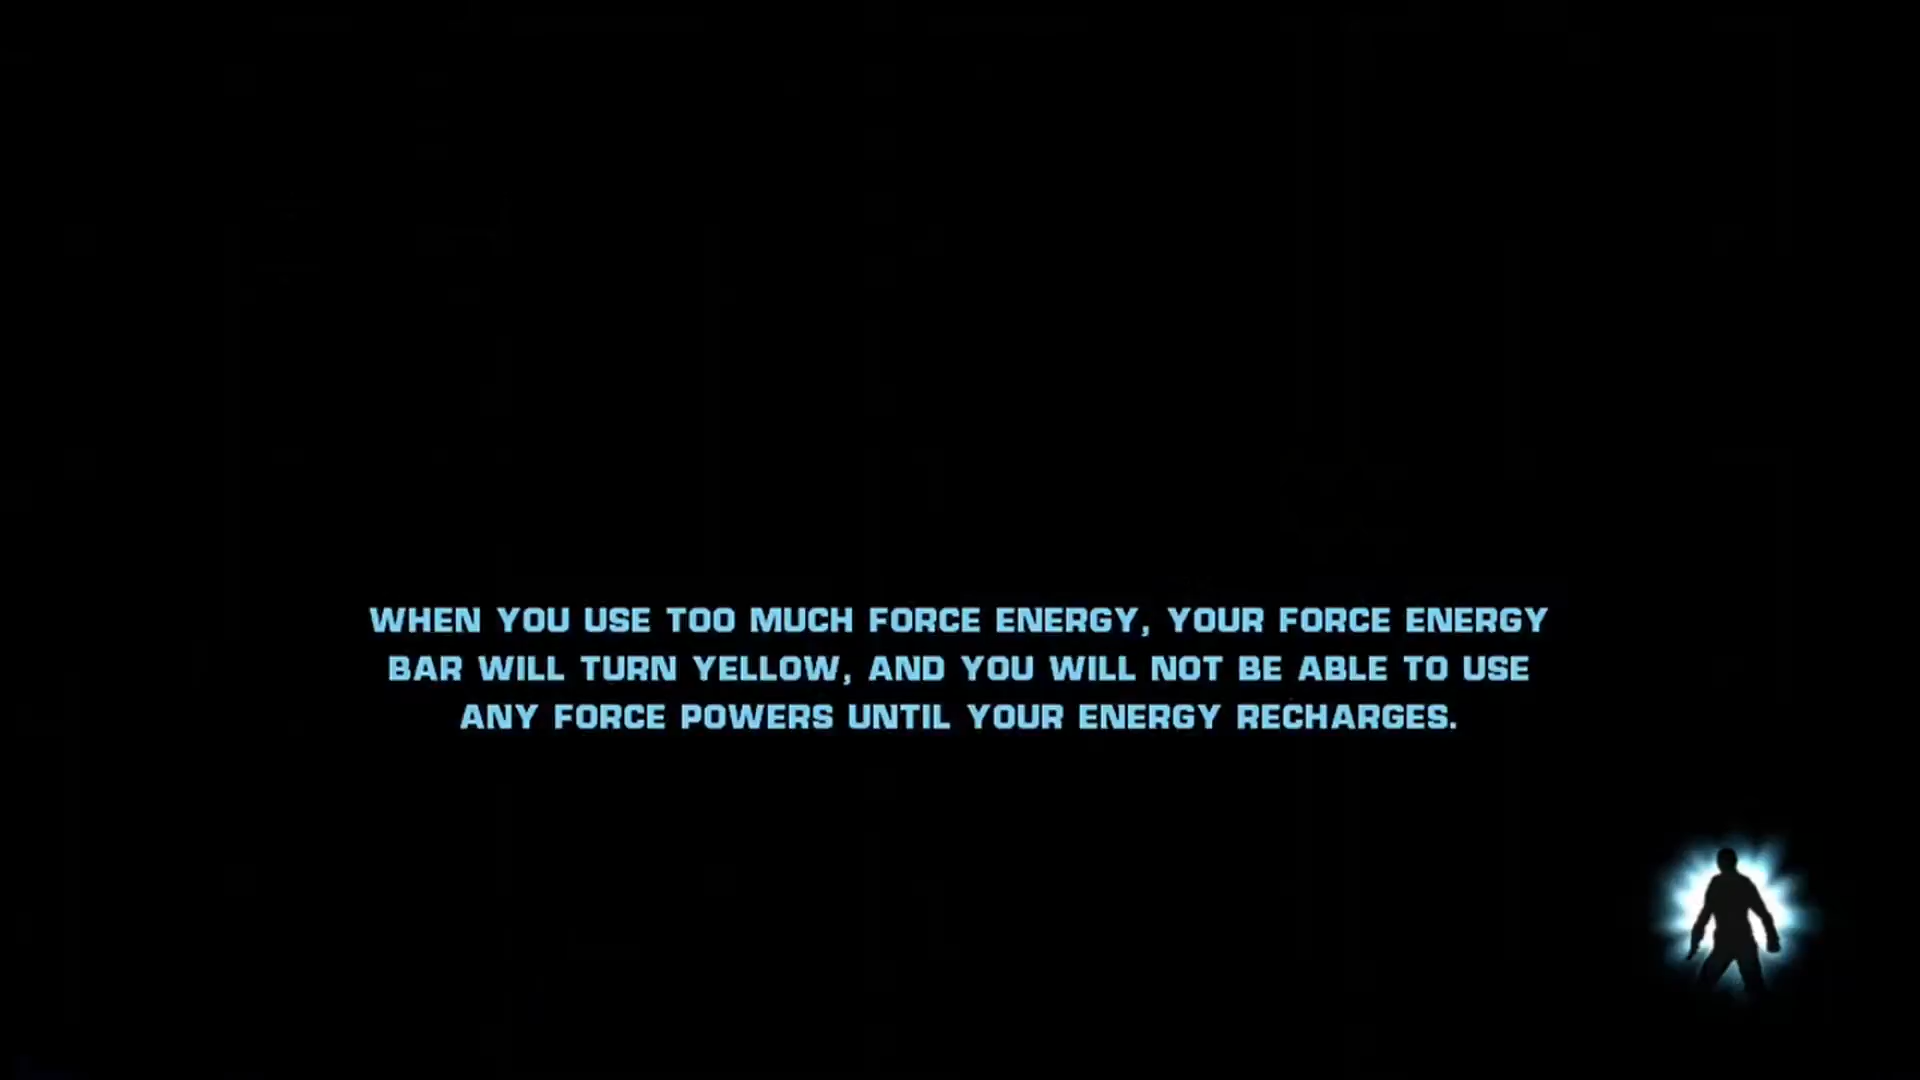 WHEN YOU USE TOO MUCH FORCE ENERGY, YOUR FORCE ENERGY
BAR WILL TURN YELLOW, AND YOU WILL NOT BE ABLE TO USE
ANY FORCE POWERS UNTIL YOUR ENERGY RECHARGES.